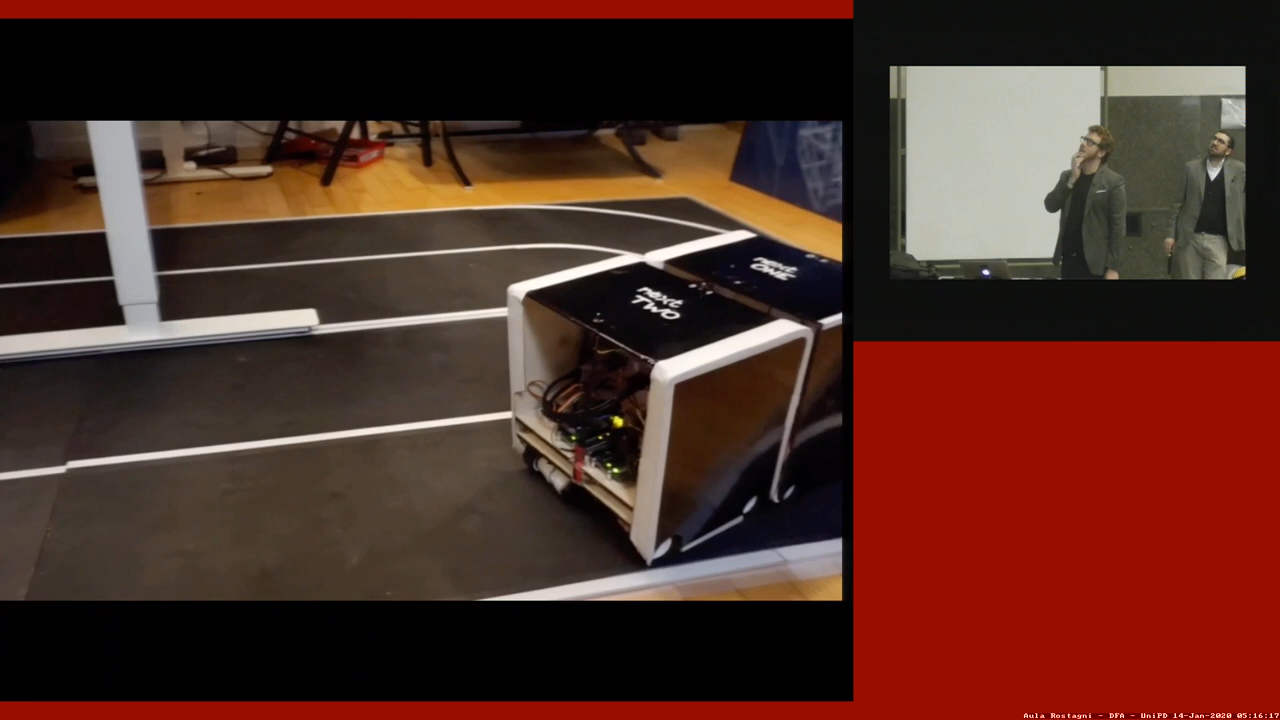 next
ONE
next
TWO
Aula Rostagni - DFA - UniPD 14-Jan-2020 05:16:17